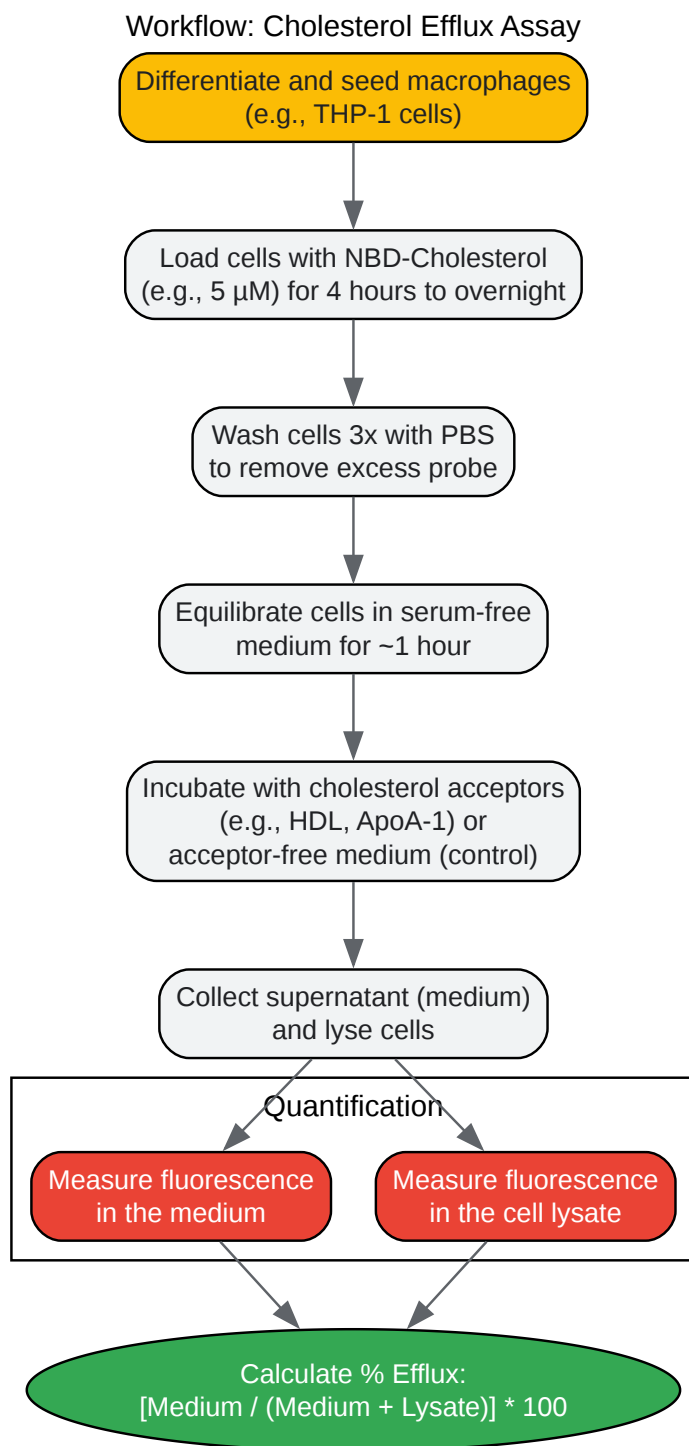 Workflow: Cholesterol Efflux Assay
Differentiate and seed macrophages
(e.g., THP-1 cells)
Load cells with NBD-Cholesterol
(e.g., 5 µM) for 4 hours to overnight
Wash cells 3x with PBS
to remove excess probe
Equilibrate cells in serum-free
medium for ~1 hour
Incubate with cholesterol acceptors
(e.g., HDL, ApoA-1) or
acceptor-free medium (control)
Collect supernatant (medium)
and lyse cells
Quantification
Measure fluorescence
in the medium
Measure fluorescence
in the cell lysate
Calculate % Efflux:
[Medium / (Medium + Lysate)] * 100